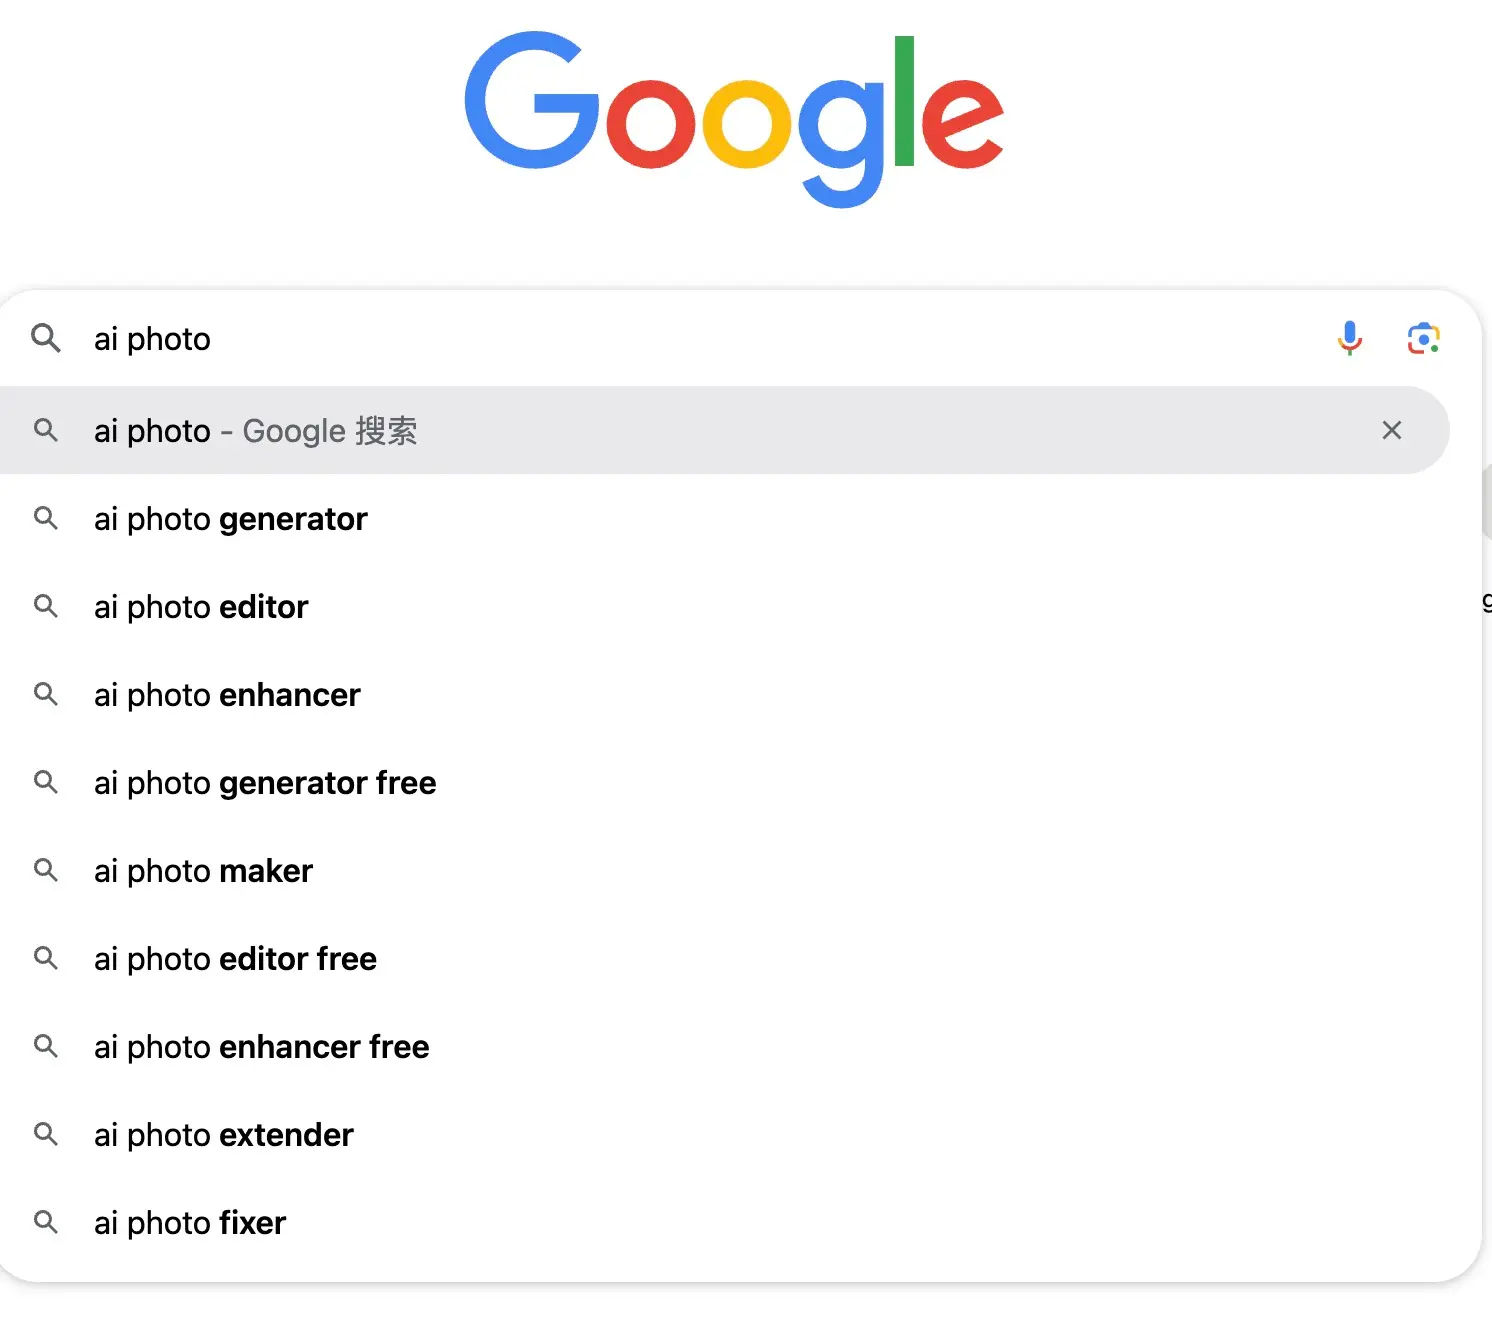 Google
ai photo
ai photo - Google 搜索
ai photo generator
ai photo editor
ai photo enhancer
ai photo generator free
ai photo maker
ai photo editor free
ai photo enhancer free
ai photo extender
ai photo fixer